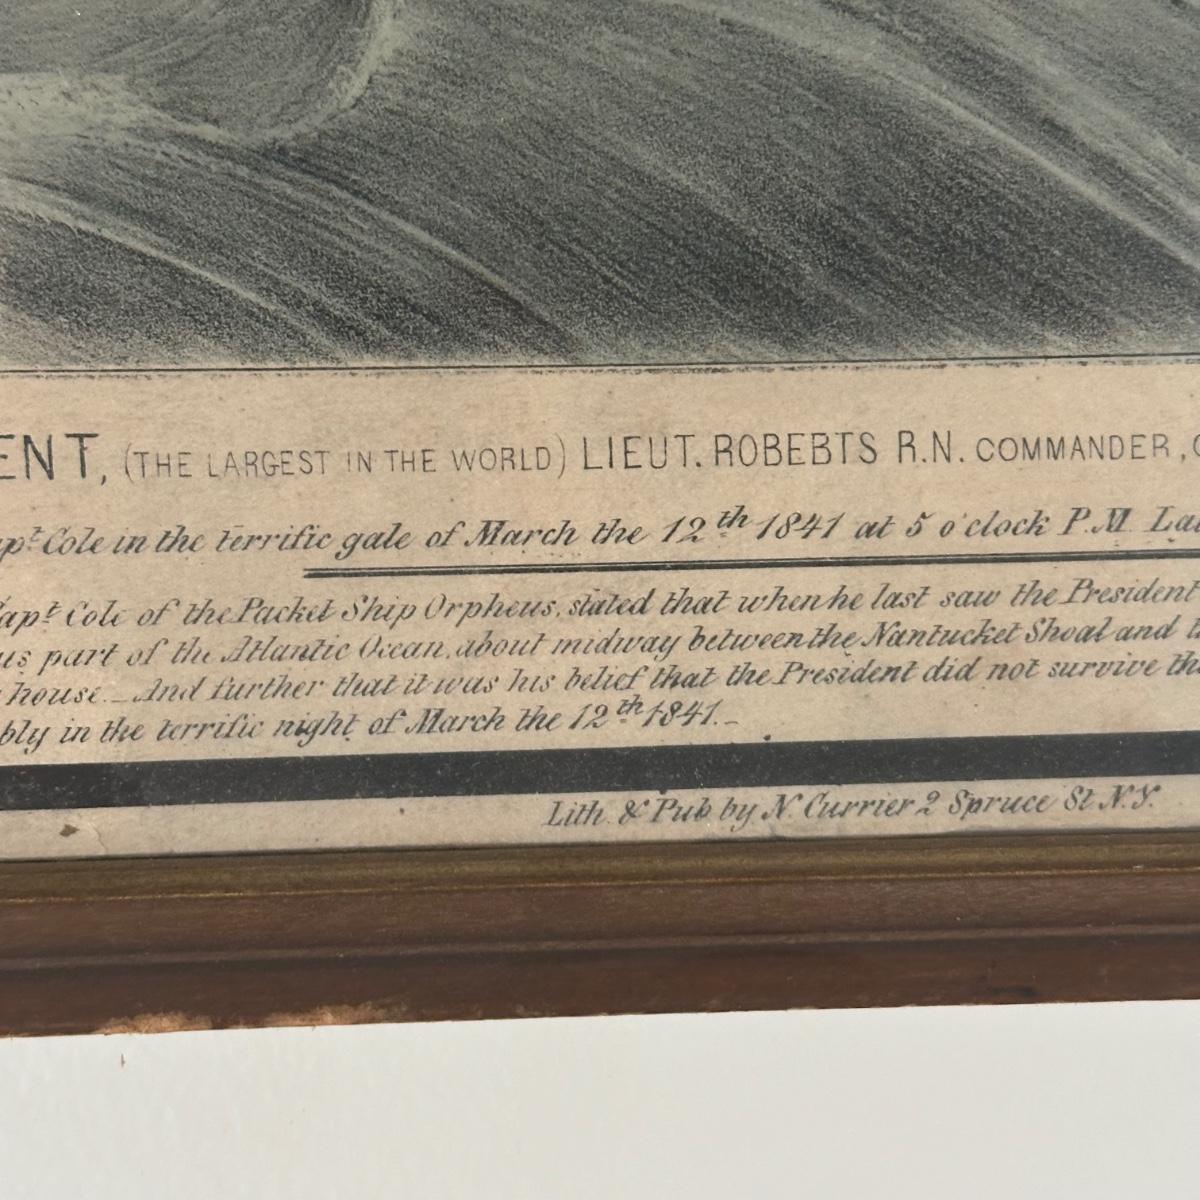 ENT, (THE LARGEST IN THE WORLD) LIEUT. ROBEBTS R.N. COMMANDER,
apt Cole in the terrific gale of March the 12th 1841 at 5 o'clock P.M. La
Capt Cole of the Packet Ship Orpheus, stated that when he last saw the President
us part of the Atlantic Ocean, about midway between the Nantucket Shoal and
house._ And further that it was his belief that the President did not survive
bly in the terrific night of March the 12th 1841._
Lith. & Pub by N. Currier 2 Spruce St N.Y.